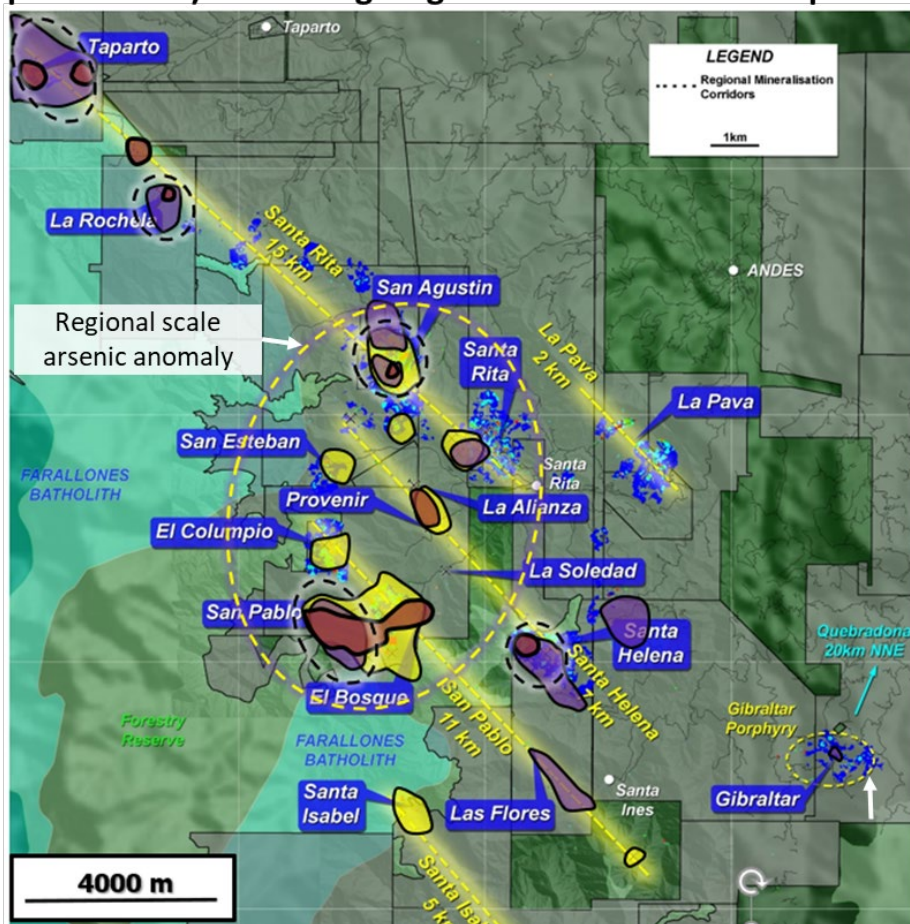 Taparto
Taparto
LEGEND
Regional Mineralisation
Corridors
1km
La Rochela
Santa Rita
15 km
ANDES
San Agustin
Regional scale
arsenic anomaly
Santa
Rita
La Pava
2 km
La Pava
San Esteban
Santa
Rita
FARALLONES
BATHOLITH
Provenir
La Alianza
El Columpio
La Soledad
San Pablo
Santa
Helena
Quebradona
20km NNE
El Bosque
San Pablo
11 km
Santa Helena
7 km
Gibraltar
Porphyry
Forestry
Reserve
FARALLONES
BATHOLITH
Santa
Isabel
Las Flores
Santa
Ines
Gibraltar
4000 m
5 k